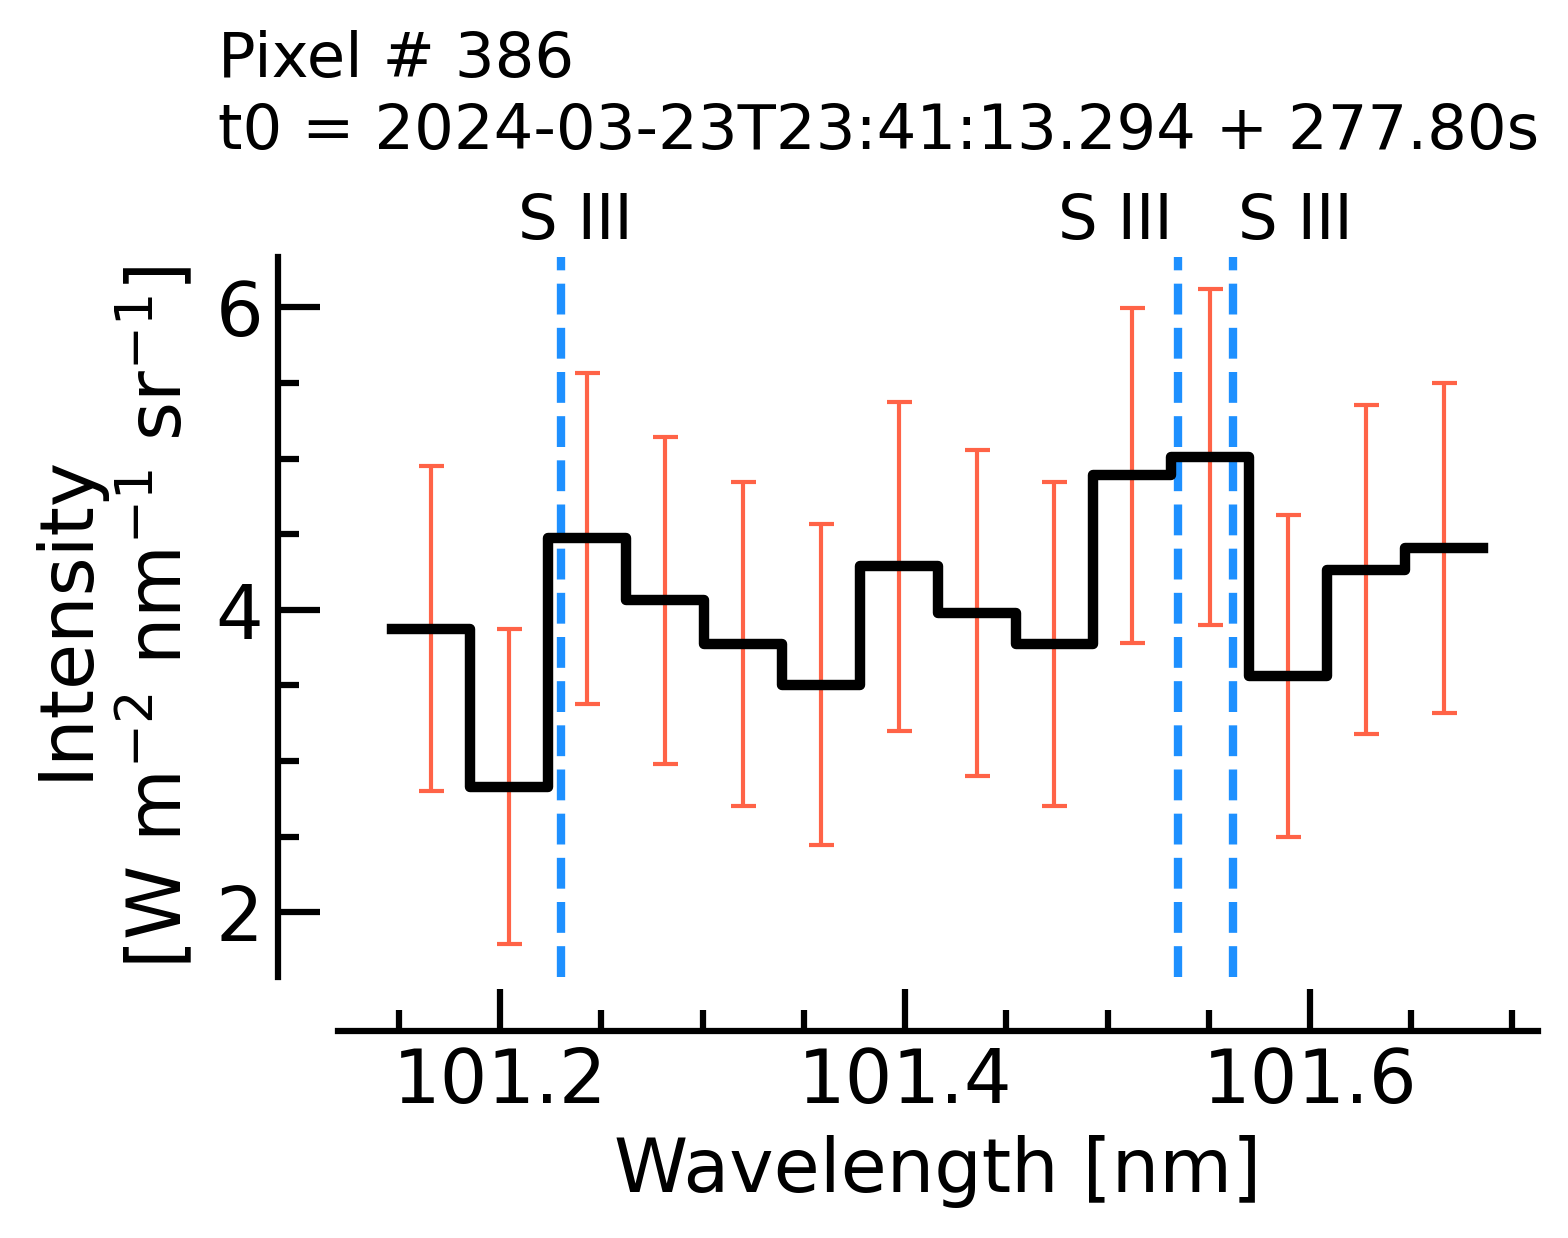 Pixel # 386
t0 = 2024-03-23T23:41:13.294 + 277.80s
S III S III S III
Intensity
[W m⁻² nm⁻¹ sr⁻¹]
6
4
2
101.2 101.4 101.6
Wavelength [nm]